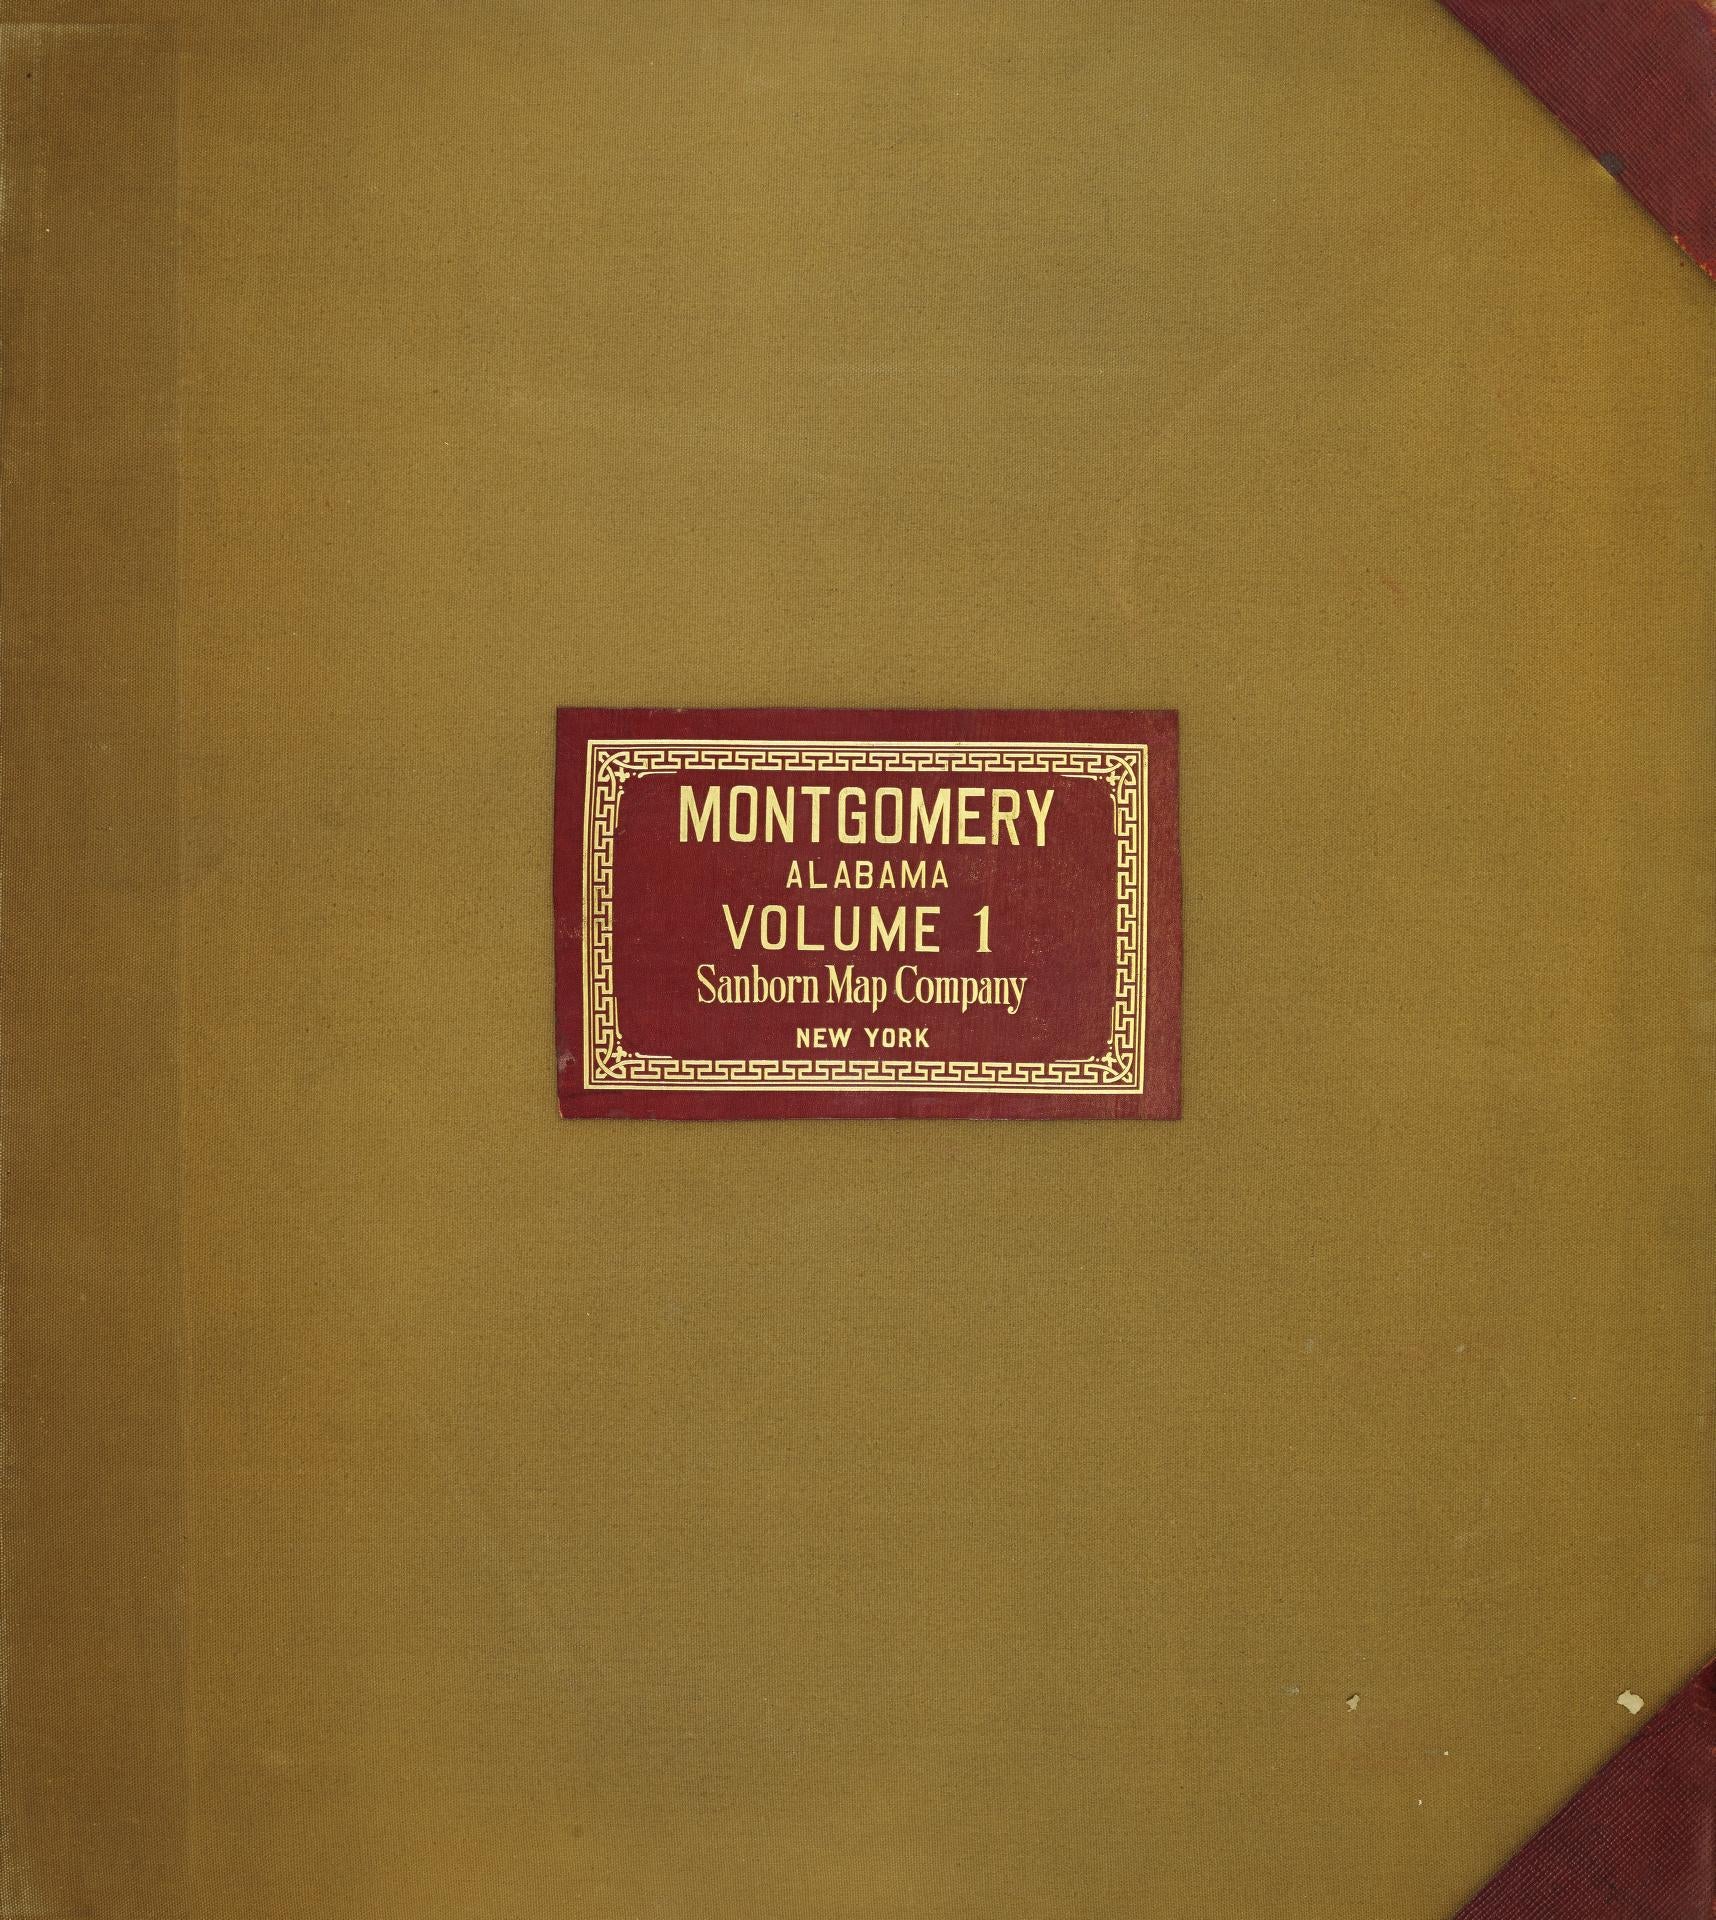 MONTGOMERY
ALABAMA
VOLUME 1
Sanborn Map Company
NEW YORK